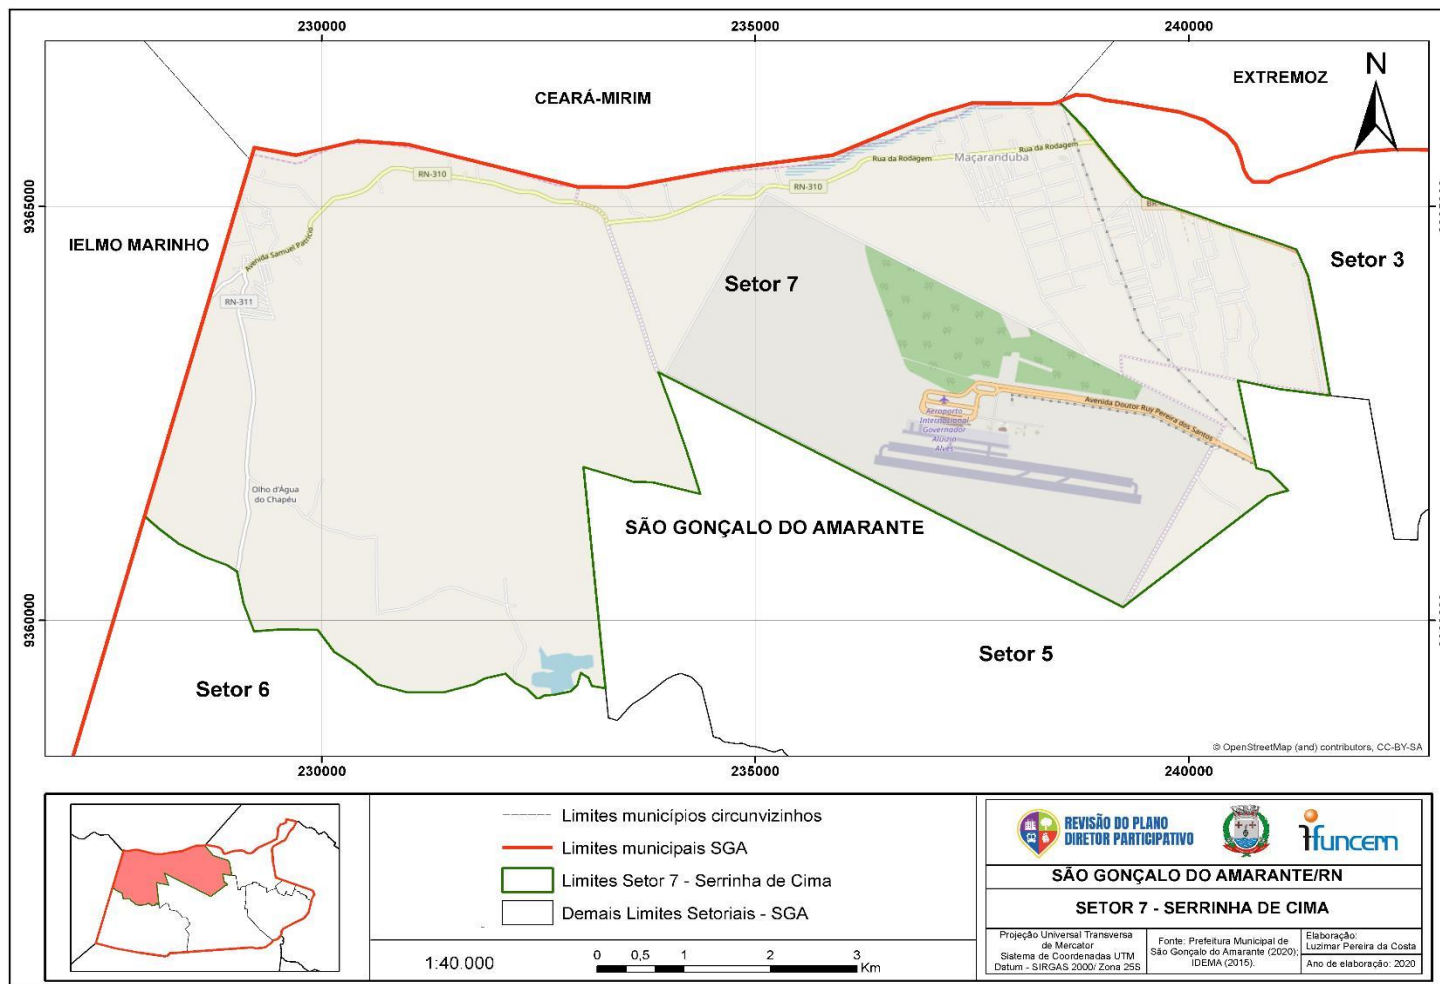 230000
235000
240000
N
EXTREMOZ
CEARÁ-MIRIM
Rua da Rodagem
Rua da Rodagem
Maçaranduba
RN-310
RN-310
9365000
IELMO MARINHO
Avenida Samuel Patrício
Setor 3
Setor 7
RN-311
Avenida Doutor Ruy Pereira dos Santos
Aeroporto
Internacional
Governador
Aluízio
Alves
Olho d'Água
do Chapéu
SÃO GONÇALO DO AMARANTE
9360000
Setor 5
Setor 6
© OpenStreetMap (and) contributors, CC-BY-SA
230000
235000
240000
Limites municípios circunvizinhos
Limites municipais SGA
Limites Setor 7 - Serrinha de Cima
Demais Limites Setoriais - SGA
1:40.000
0 0,5 1 2 3
Km
REVISÃO DO PLANO
DIRETOR PARTICIPATIVO
ifuncem
SÃO GONÇALO DO AMARANTE/RN
SETOR 7 - SERRINHA DE CIMA
Projeção Universal Transversa
de Mercator
Sistema de Coordenadas UTM
Datum - SIRGAS 2000/ Zona 25S
Fonte: Prefeitura Municipal de
São Gonçalo do Amarante (2020);
IDEMA (2015).
Elaboração:
Luzimar Pereira da Costa
Ano de elaboração: 2020